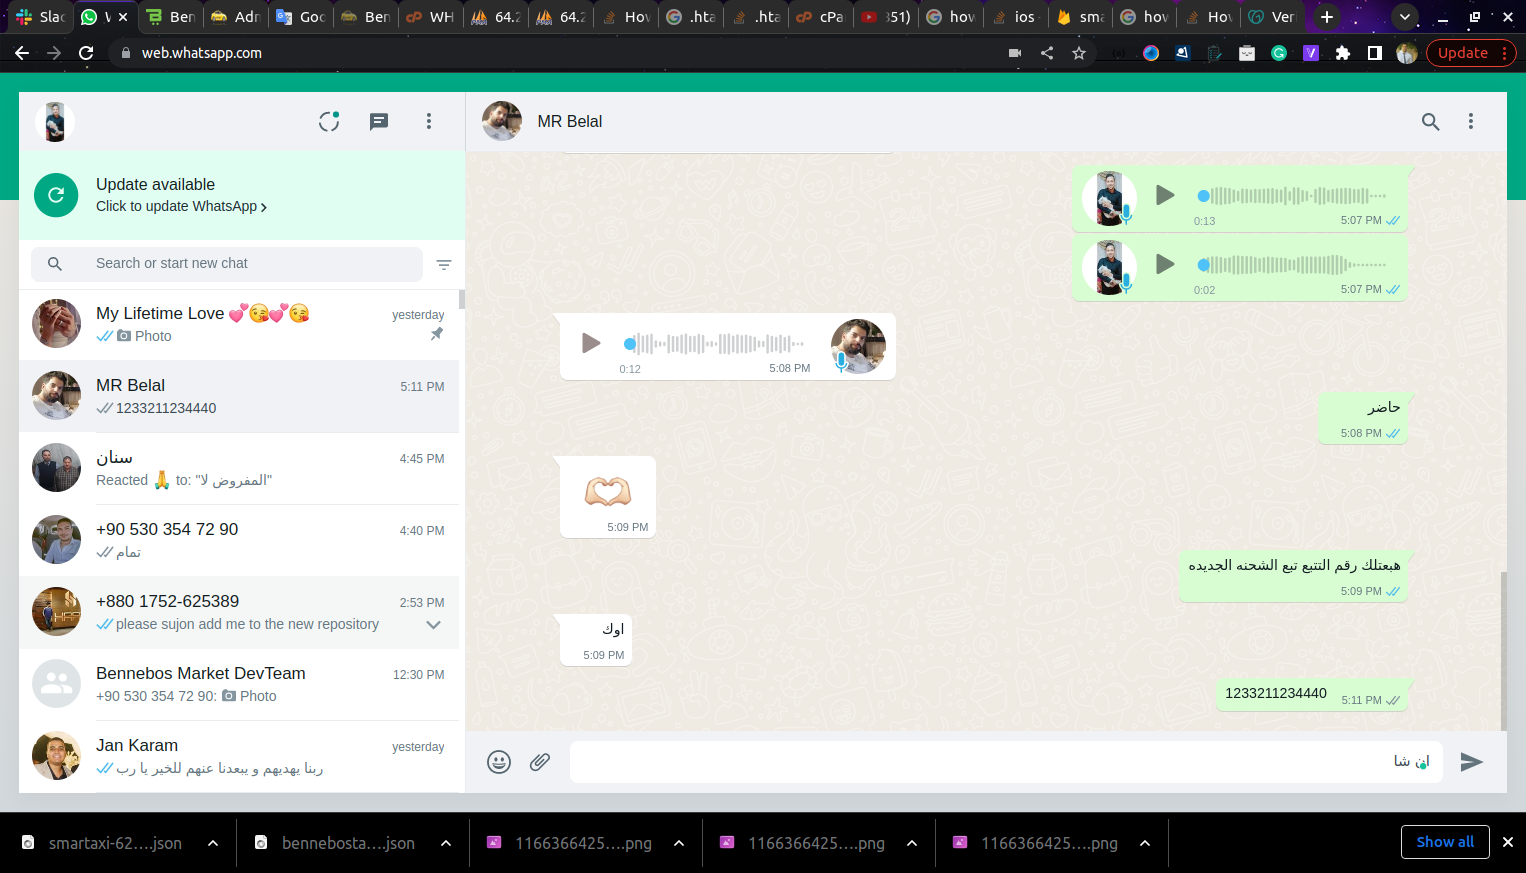 Slac
Ben
Adn
Goo
Ben
WH
64.2
64.2
Hov
.hta
.hta
cPa
351)
how
ios
sma
how
Hov
Ver
web.whatsapp.com
Update
MR Belal
Update available
Click to update WhatsApp
Search or start new chat
My Lifetime Love 💕😘💕😘
yesterday
Photo
MR Belal
5:11 PM
1233211234440
سنان
4:45 PM
Reacted 🙏 to: "المفروض لا"
+90 530 354 72 90
4:40 PM
تمام
+880 1752-625389
2:53 PM
please sujon add me to the new repository
Bennebos Market DevTeam
12:30 PM
+90 530 354 72 90: Photo
Jan Karam
yesterday
ربنا يهديهم و يبعدنا عنهم للخير يا رب
0:13
5:07 PM
0:02
5:07 PM
0:12
5:08 PM
حاضر
5:08 PM
5:09 PM
هبعتلك رقم التتبع تبع الشحنه الجديده
5:09 PM
اوك
5:09 PM
1233211234440
5:11 PM
ان شا
smartaxi-62....json
bennebosta....json
1166366425....png
1166366425....png
1166366425....png
Show all